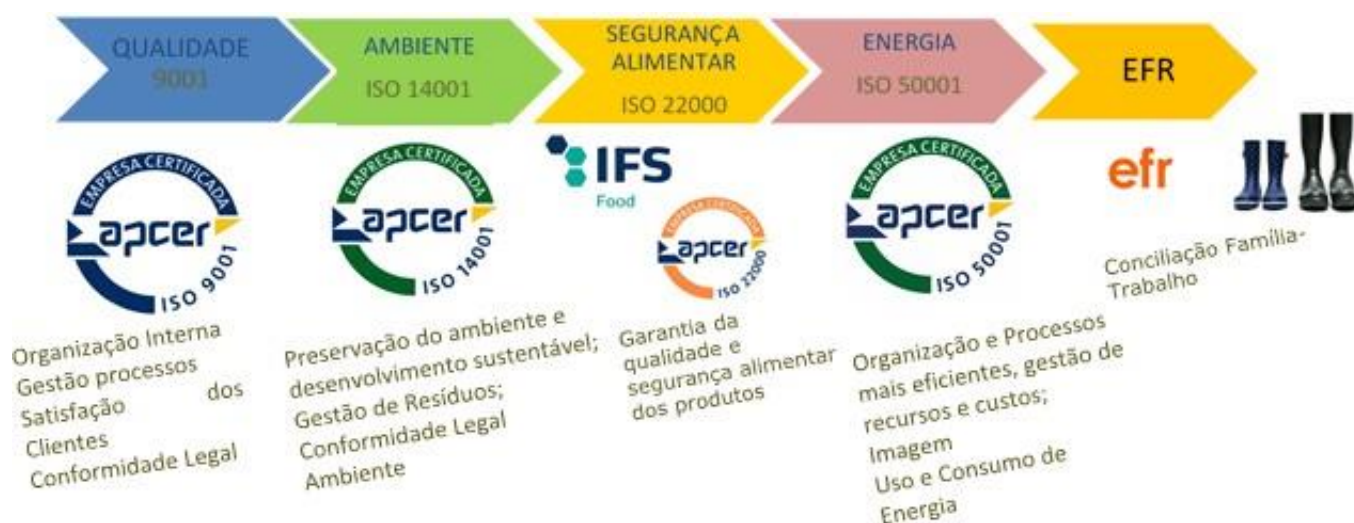 QUALIDADE
9001
AMBIENTE
ISO 14001
SEGURANÇA
ALIMENTAR
ISO 22000
ENERGIA
ISO 50001
EFR
EMPRESA CERTIFICADA
apcer
ISO 9001
EMPRESA CERTIFICADA
apcer
ISO 14001
IFS
Food
EMPRESA CERTIFICADA
apcer
ISO 22000
EMPRESA CERTIFICADA
apcer
ISO 50001
efr
Organização Interna
Gestão processos
Satisfação dos
Clientes
Conformidade Legal
Preservação do ambiente e
desenvolvimento sustentável;
Gestão de Resíduos;
Conformidade Legal
Ambiente
Garantia da
qualidade e
segurança alimentar
dos produtos
Organização e Processos
mais eficientes, gestão de
recursos e custos;
Imagem
Uso e Consumo de
Energia
Conciliação Família-
Trabalho